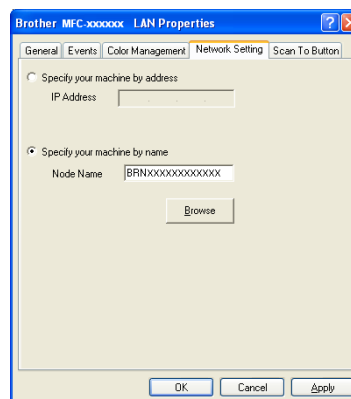 Brother MFC-xxxxxx LAN Properties
General Events Color Management Network Setting Scan To Button
Specify your machine by address
IP Address . . .
Specify your machine by name
Node Name BRNXXXXXXXXXXXX
Browse
OK Cancel Apply